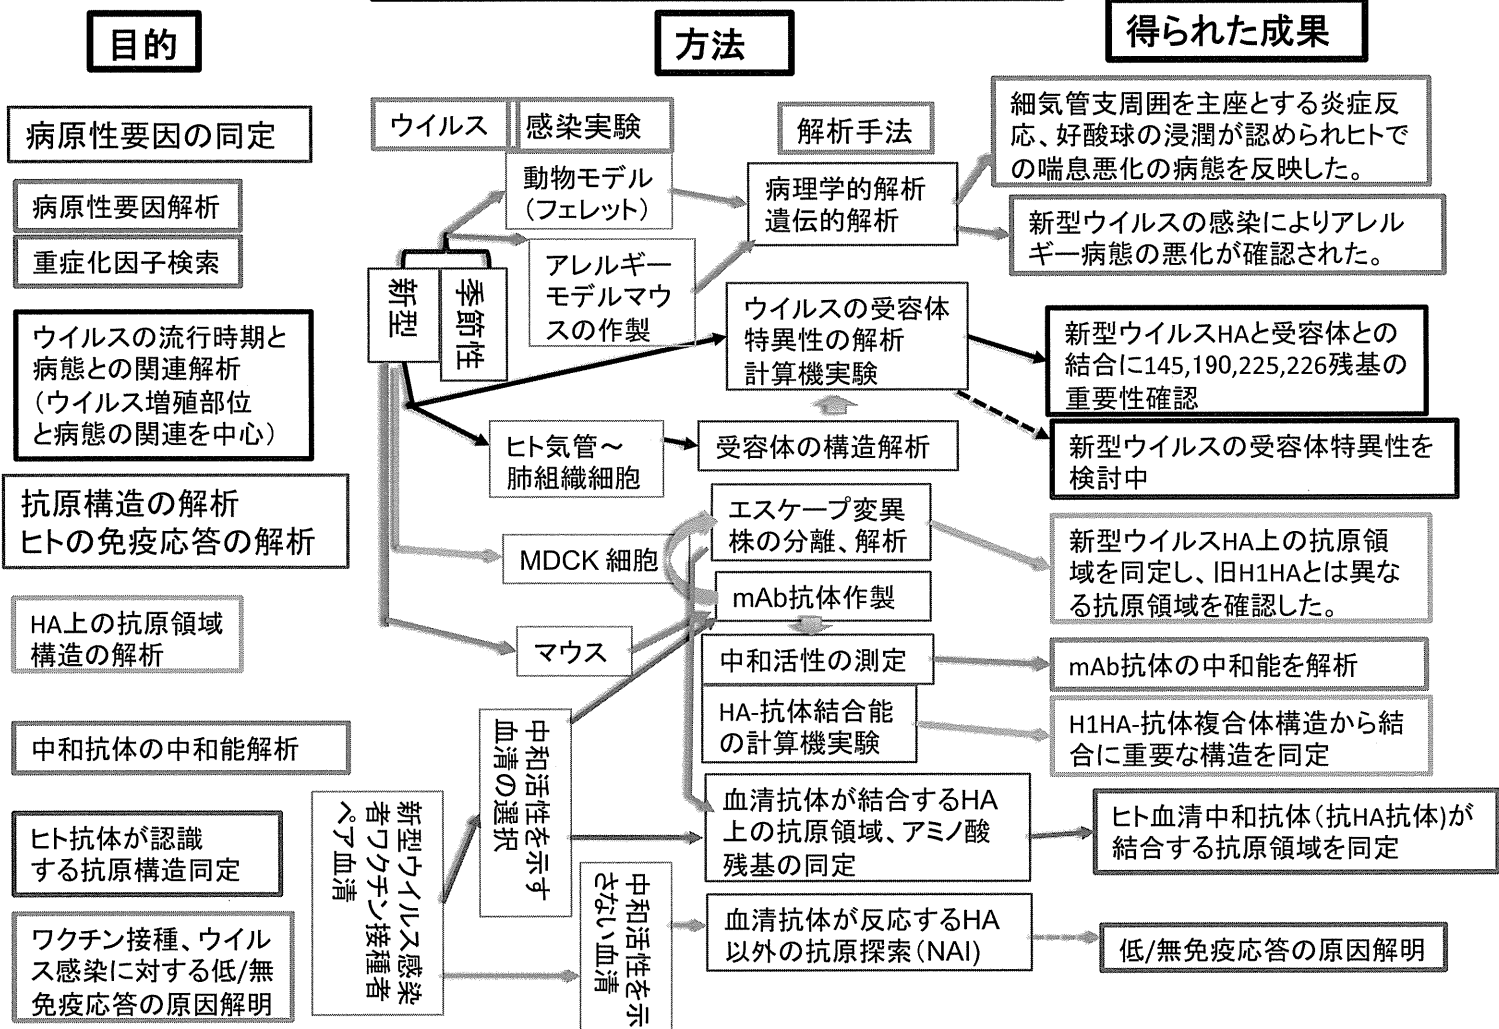 目的
方法
得られた成果
病原性要因の同定
病原性要因解析
重症化因子検索
ウイルスの流行時期と
病態との関連解析
（ウイルス増殖部位
と病態の関連を中心）
抗原構造の解析
ヒトの免疫応答の解析
HA上の抗原領域
構造の解析
中和抗体の中和能解析
ヒト抗体が認識
する抗原構造同定
ワクチン接種、ウイル
ス感染に対する低/無
免疫応答の原因解明
ウイルス
感染実験
解析手法
動物モデル
（フェレット）
アレルギー
モデルマウ
スの作製
新型
季節性
ヒト気管～
肺組織細胞
MDCK 細胞
マウス
新型ウイルス感染
者ワクチン接種者
ペア血清
中和活性を示す
血清の選択
中和活性を示
さない血清
病理学的解析
遺伝的解析
ウイルスの受容体
特異性の解析
計算機実験
受容体の構造解析
エスケープ変異
株の分離、解析
mAb抗体作製
中和活性の測定
HA-抗体結合能
の計算機実験
血清抗体が結合するHA
上の抗原領域、アミノ酸
残基の同定
血清抗体が反応するHA
以外の抗原探索（NAI）
細気管支周囲を主座とする炎症反
応、好酸球の浸潤が認められヒトで
の喘息悪化の病態を反映した。
新型ウイルスの感染によりアレル
ギー病態の悪化が確認された。
新型ウイルスHAと受容体との
結合に145,190,225,226残基の
重要性確認
新型ウイルスの受容体特異性を
検討中
新型ウイルスHA上の抗原領
域を同定し、旧H1HAとは異な
る抗原領域を確認した。
mAb抗体の中和能を解析
H1HA-抗体複合体構造から結
合に重要な構造を同定
ヒト血清中和抗体（抗HA抗体)が
結合する抗原領域を同定
低/無免疫応答の原因解明